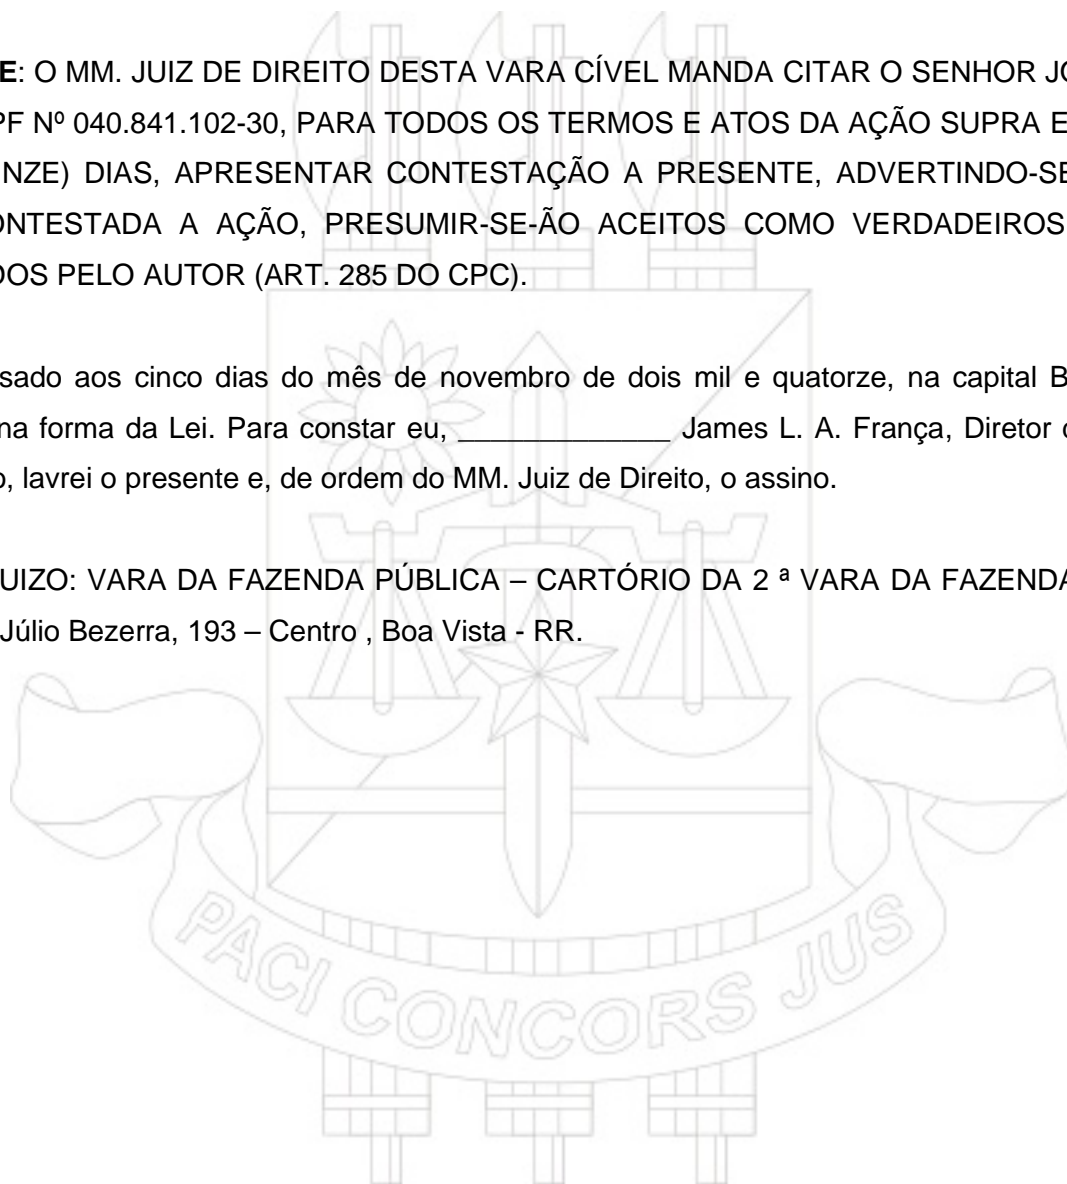 E: O MM. JUIZ DE DIREITO DESTA VARA CÍVEL MANDA CITAR O SENHOR JO
PF Nº 040.841.102-30, PARA TODOS OS TERMOS E ATOS DA AÇÃO SUPRA E
NZE) DIAS, APRESENTAR CONTESTAÇÃO A PRESENTE, ADVERTINDO-SE
ONTESTADA A AÇÃO, PRESUMIR-SE-ÃO ACEITOS COMO VERDADEIROS
DOS PELO AUTOR (ART. 285 DO CPC).
sado aos cinco dias do mês de novembro de dois mil e quatorze, na capital B
na forma da Lei. Para constar eu, _____________ James L. A. França, Diretor
o, lavrei o presente e, de ordem do MM. Juiz de Direito, o assino.
UIZO: VARA DA FAZENDA PÚBLICA – CARTÓRIO DA 2 ª VARA DA FAZENDA
Júlio Bezerra, 193 – Centro , Boa Vista - RR.
PACI CONCORS JUS